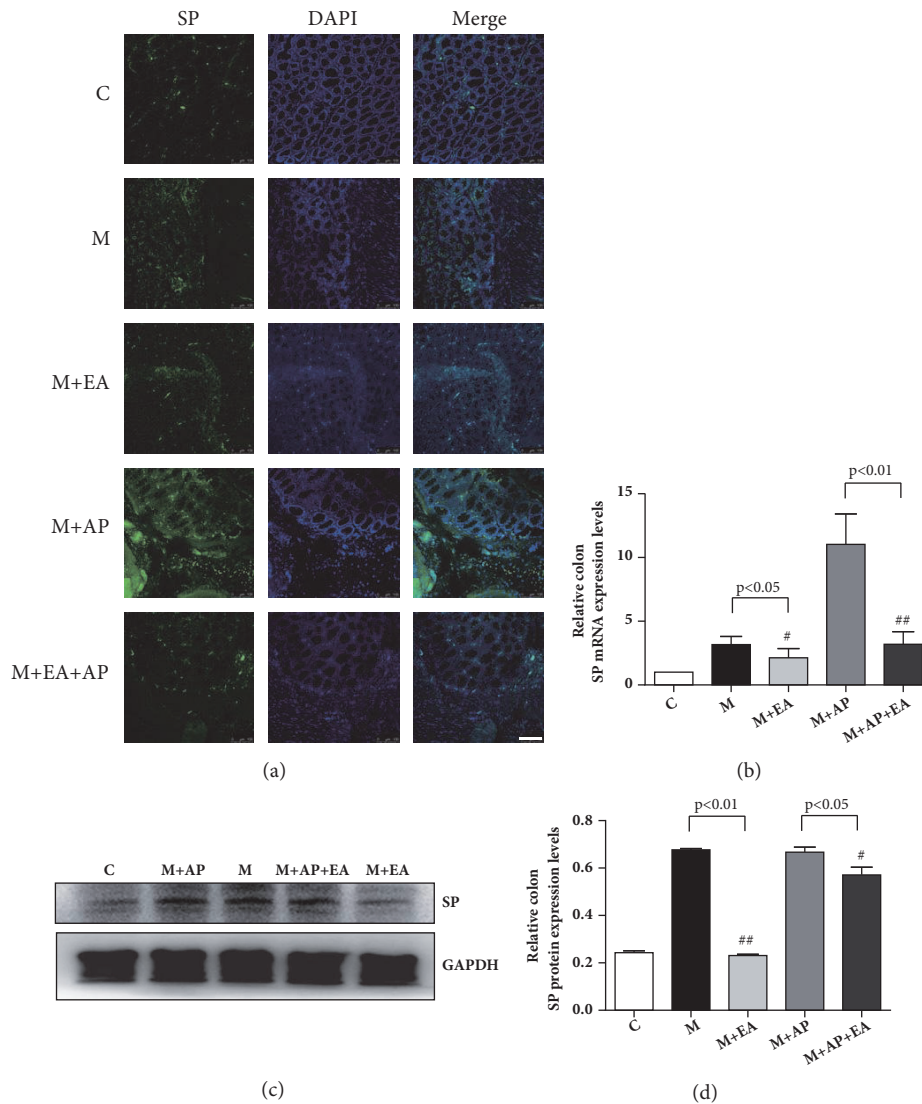 SP DAPI Merge
C
M
M+EA
M+AP
M+EA+AP
(a)
Relative colon
SP mRNA expression levels
15
10
5
0
p<0.05
p<0.01
#
##
C M M+EA M+AP M+AP+EA
(b)
C M+AP M M+AP+EA M+EA
SP
GAPDH
(c)
Relative colon
SP protein expression levels
0.8
0.6
0.4
0.2
0.0
p<0.01
p<0.05
##
#
C M M+EA M+AP M+AP+EA
(d)